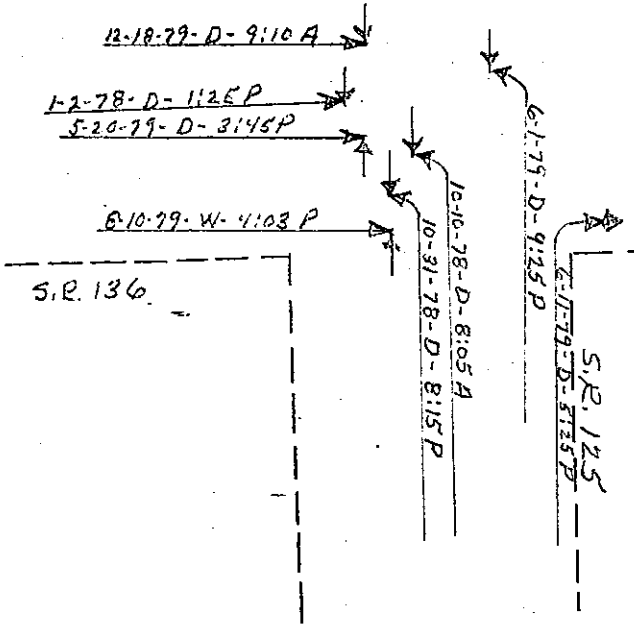 12-18-79-D-9:10 A
1-2-78-D-1:25 P
5-20-79-D-3:45 P
6-10-79-W-4:03 P
S.R. 136
10-31-78-D-8:15 P
10-10-78-D-8:05 A
6-1-79-D-9:25 P
6-11-79-D-5:25 P
S.R. 125